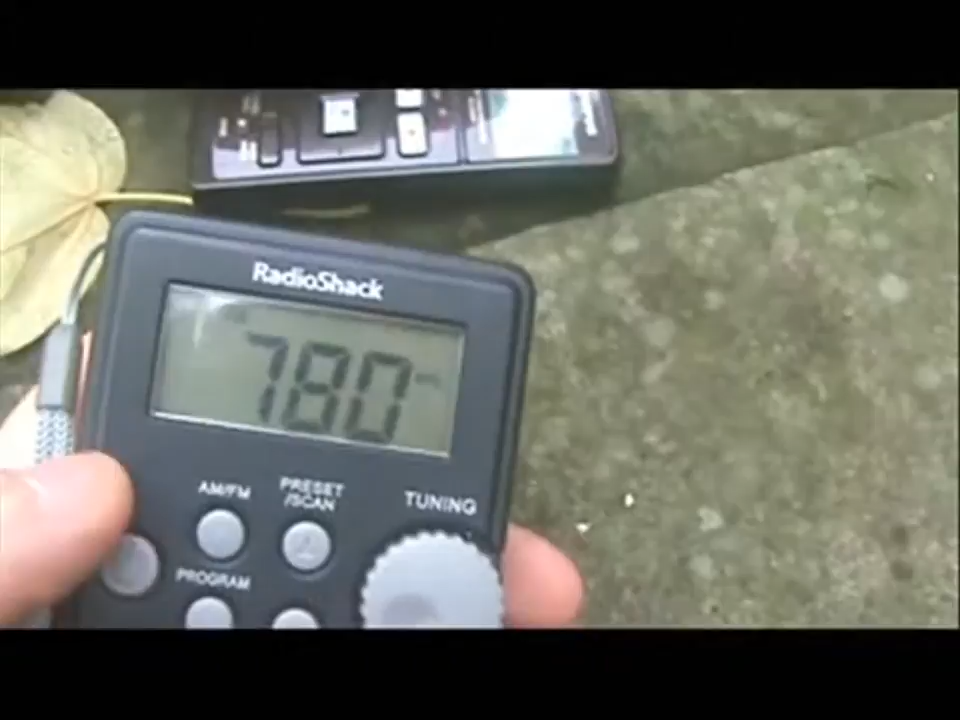 RadioShack
780
AM/FM
PRESET
/SCAN
TUNING
PROGRAM